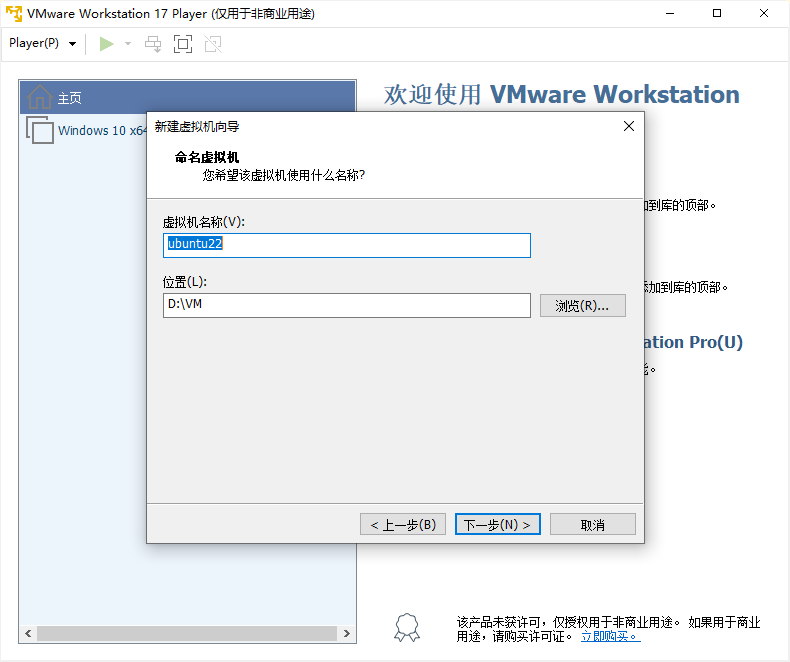 VMware Workstation 17 Player (仅用于非商业用途)
Player(P)
主页
欢迎使用 VMware Workstation
Windows 10 x64
新建虚拟机向导
命名虚拟机
您希望该虚拟机使用什么名称?
加到库的顶部。
虚拟机名称(V):
ubuntu22
位置(L):
添加到库的顶部。
D:\VM
浏览(R)...
ation Pro(U)
< 上一步(B)
下一步(N) >
取消
该产品未获许可，仅授权用于非商业用途。 如果用于商业
用途，请购买许可证。 立即购买。